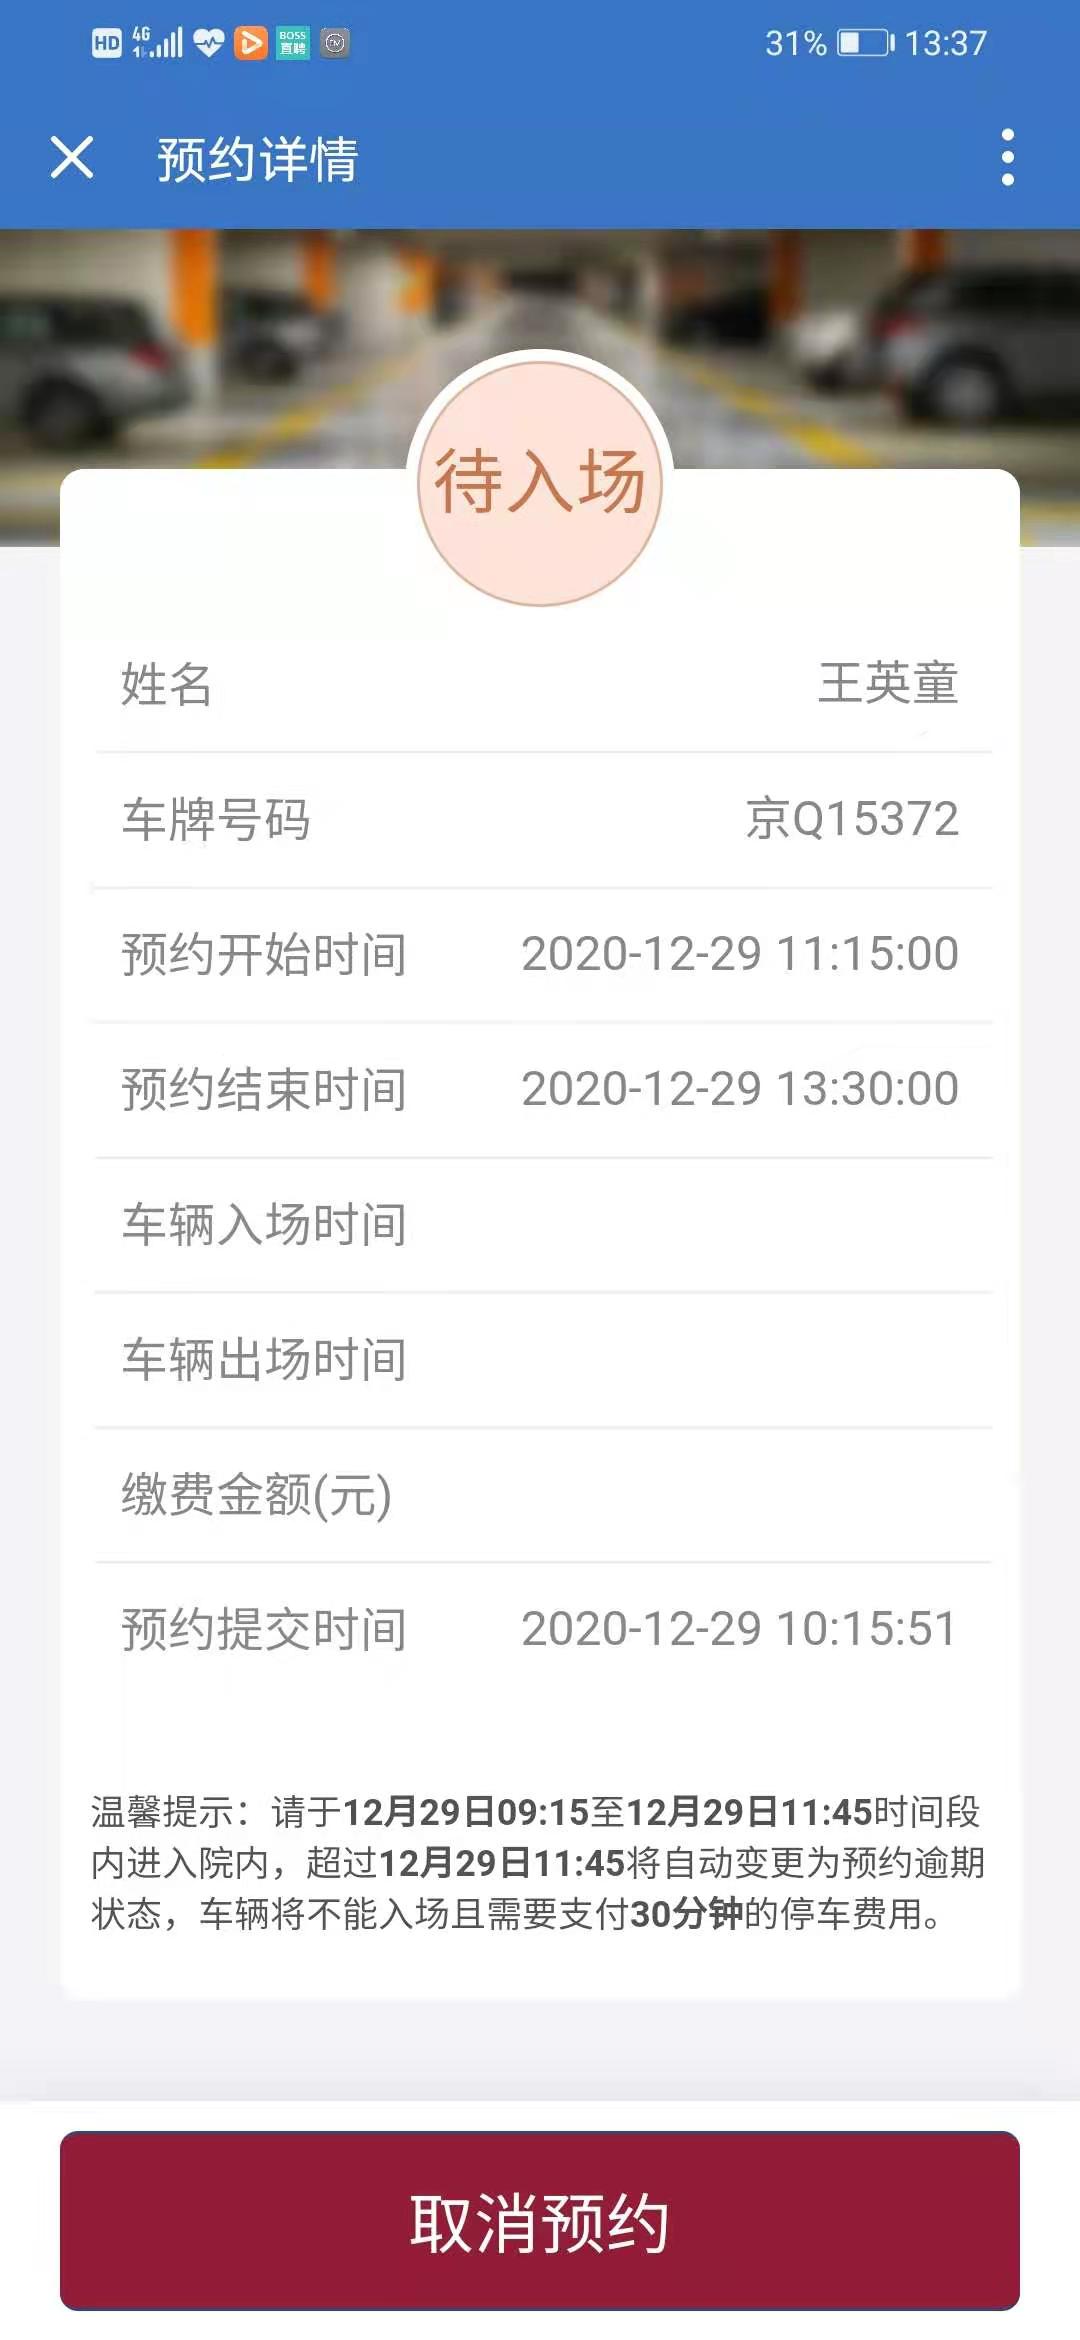 HD 4G BOSS 直聘 31% 13:37
预约详情
待入场
姓名 王英童
车牌号码 京Q15372
预约开始时间 2020-12-29 11:15:00
预约结束时间 2020-12-29 13:30:00
车辆入场时间
车辆出场时间
缴费金额(元)
预约提交时间 2020-12-29 10:15:51
温馨提示：请于12月29日09:15至12月29日11:45时间段
内进入院内，超过12月29日11:45将自动变更为预约逾期
状态，车辆将不能入场且需要支付30分钟的停车费用。
取消预约